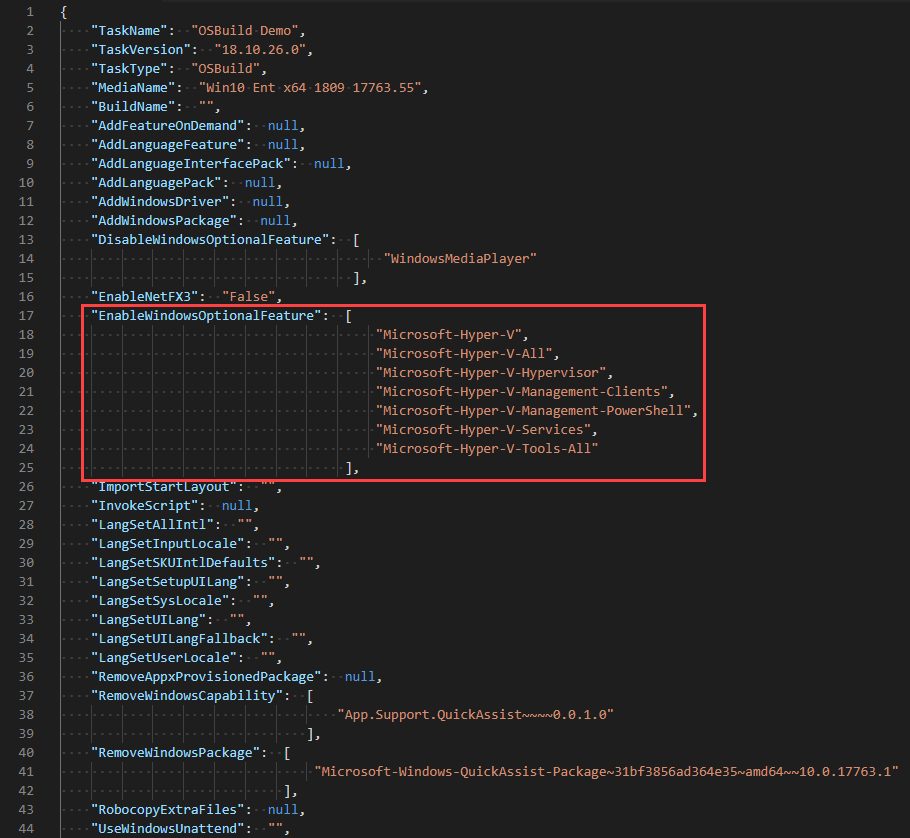 1 {
2 "TaskName": "OSBuild Demo",
3 "TaskVersion": "18.10.26.0",
4 "TaskType": "OSBuild",
5 "MediaName": "Win10 Ent x64 1809 17763.55",
6 "BuildName": "",
7 "AddFeatureOnDemand": null,
8 "AddLanguageFeature": null,
9 "AddLanguageInterfacePack": null,
10 "AddLanguagePack": null,
11 "AddWindowsDriver": null,
12 "AddWindowsPackage": null,
13 "DisableWindowsOptionalFeature": [
14 "WindowsMediaPlayer"
15 ],
16 "EnableNetFX3": "False",
17 "EnableWindowsOptionalFeature": [
18 "Microsoft-Hyper-V",
19 "Microsoft-Hyper-V-All",
20 "Microsoft-Hyper-V-Hypervisor",
21 "Microsoft-Hyper-V-Management-Clients",
22 "Microsoft-Hyper-V-Management-PowerShell",
23 "Microsoft-Hyper-V-Services",
24 "Microsoft-Hyper-V-Tools-All"
25 ],
26 "ImportStartLayout": "",
27 "InvokeScript": null,
28 "LangSetAllIntl": "",
29 "LangSetInputLocale": "",
30 "LangSetSKUIntlDefaults": "",
31 "LangSetSetupUILang": "",
32 "LangSetSysLocale": "",
33 "LangSetUILang": "",
34 "LangSetUILangFallback": "",
35 "LangSetUserLocale": "",
36 "RemoveAppxProvisionedPackage": null,
37 "RemoveWindowsCapability": [
38 "App.Support.QuickAssist~~~~0.0.1.0"
39 ],
40 "RemoveWindowsPackage": [
41 "Microsoft-Windows-QuickAssist-Package~31bf3856ad364e35~amd64~~10.0.17763.1"
42 ],
43 "RobocopyExtraFiles": null,
44 "UseWindowsUnattend": "",